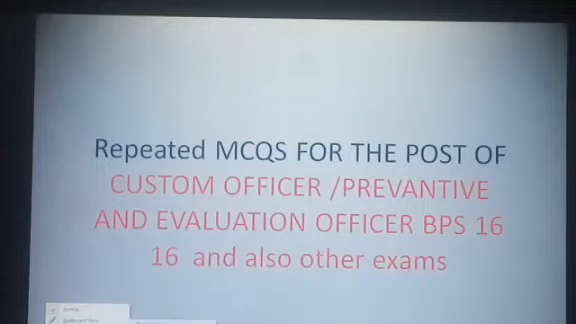 Repeated MCQS FOR THE POST OF
CUSTOM OFFICER /PREVANTIVE
AND EVALUATION OFFICER BPS 16
16 and also other exams